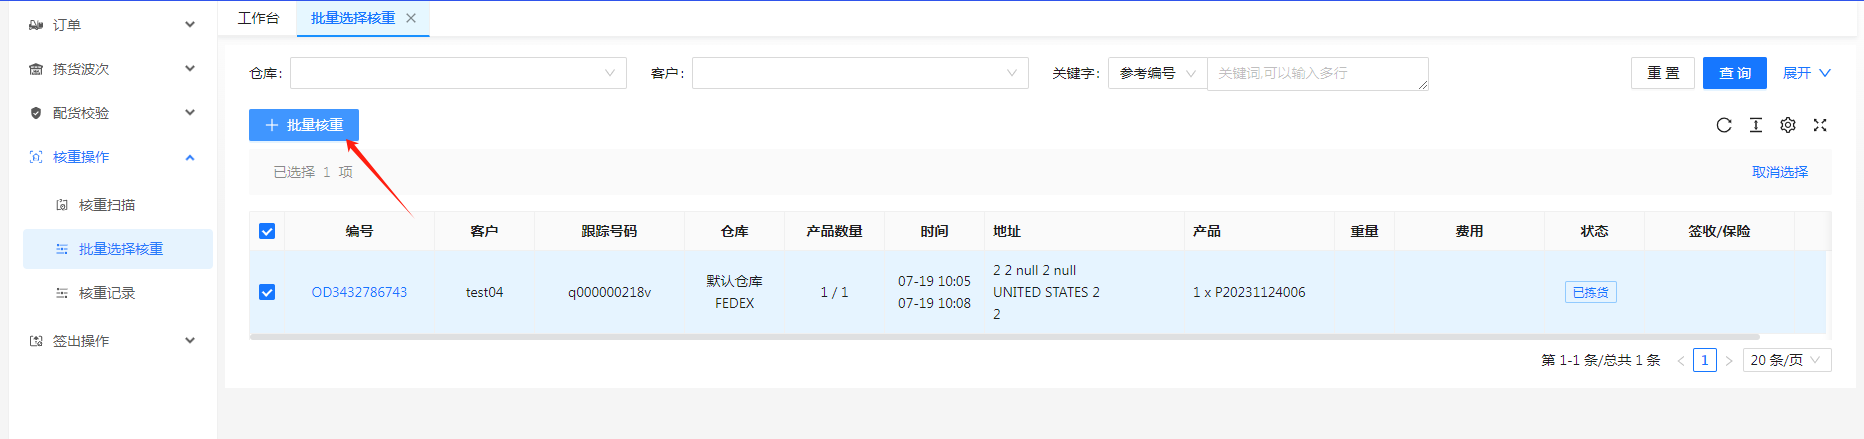 订单
拣货波次
配货校验
核重操作
核重扫描
批量选择核重
核重记录
签出操作
工作台 批量选择核重
仓库: 客户: 关键字: 参考编号 关键词,可以输入多行 重 置 查 询 展开
批量核重
已选择 1 项 取消选择
编号 客户 跟踪号码 仓库 产品数量 时间 地址 产品 重量 费用 状态 签收/保险
OD3432786743 test04 q000000218v 默认仓库 1 / 1 07-19 10:05 2 2 null 2 null 1 x P20231124006 已拣货
FEDEX 07-19 10:08 UNITED STATES 2
2
第 1-1 条/总共 1 条 1 20 条/页